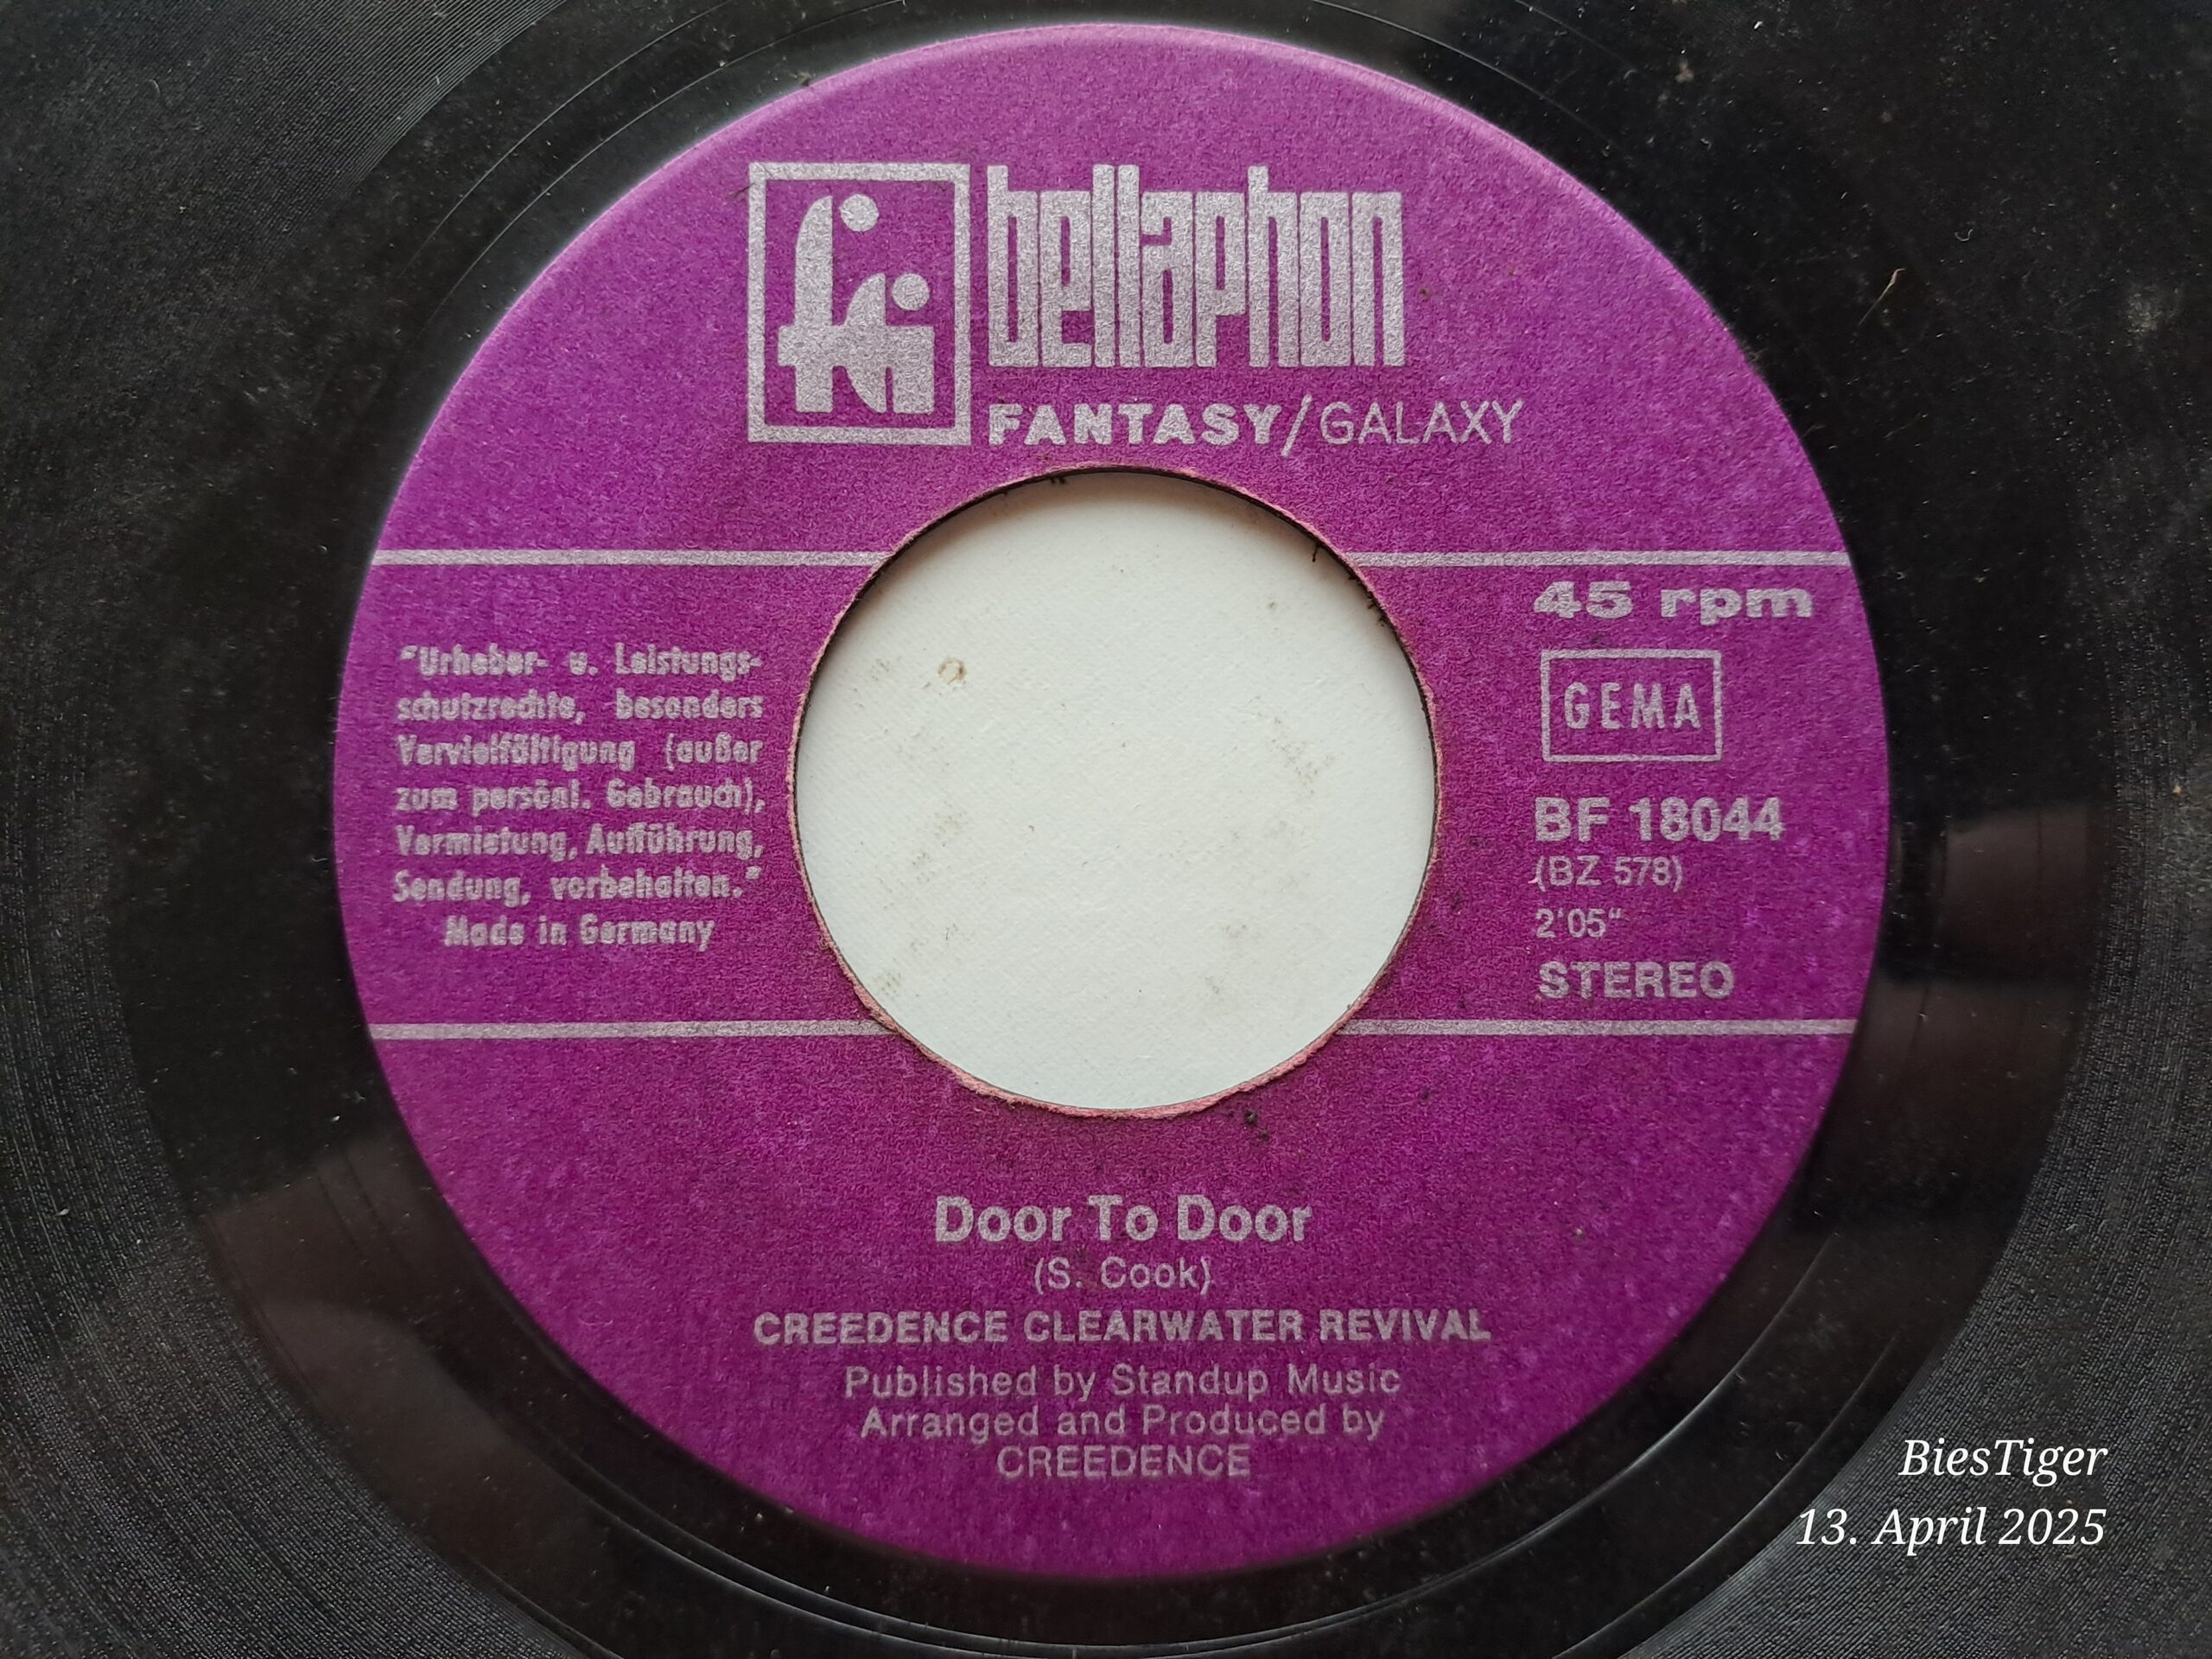 fi
bellaphon
FANTASY/GALAXY
"Urheber- u. Leistungs-
schutzrechte, besonders
Vervielfältigung (außer
zum persönl. Gebrauch),
Vermietung, Aufführung,
Sendung, vorbehalten."
Made in Germany
45 rpm
GEMA
BF 18044
(BZ 578)
2'05"
STEREO
Door To Door
(S. Cook)
CREEDENCE CLEARWATER REVIVAL
Published by Standup Music
Arranged and Produced by
CREEDENCE
BiesTiger
13. April 2025